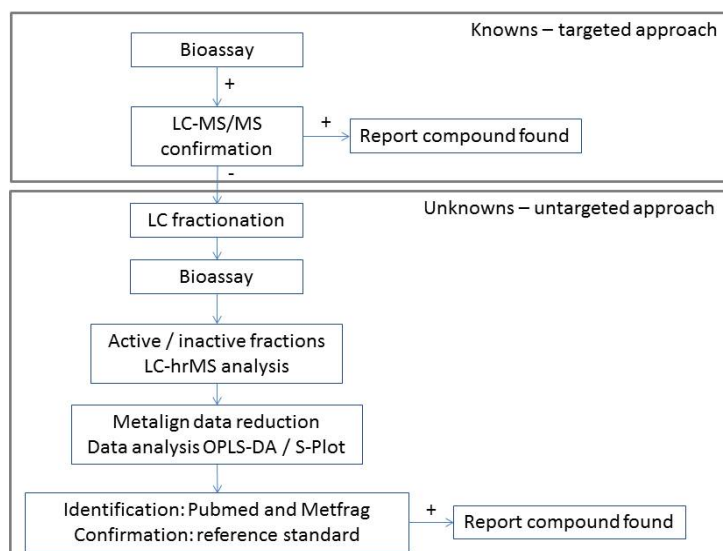 Knowns – targeted approach
Bioassay
+
LC-MS/MS
confirmation
+
Report compound found
-
Unknowns – untargeted approach
LC fractionation
Bioassay
Active / inactive fractions
LC-hrMS analysis
Metalign data reduction
Data analysis OPLS-DA / S-Plot
Identification: Pubmed and Metfrag
Confirmation: reference standard
+
Report compound found